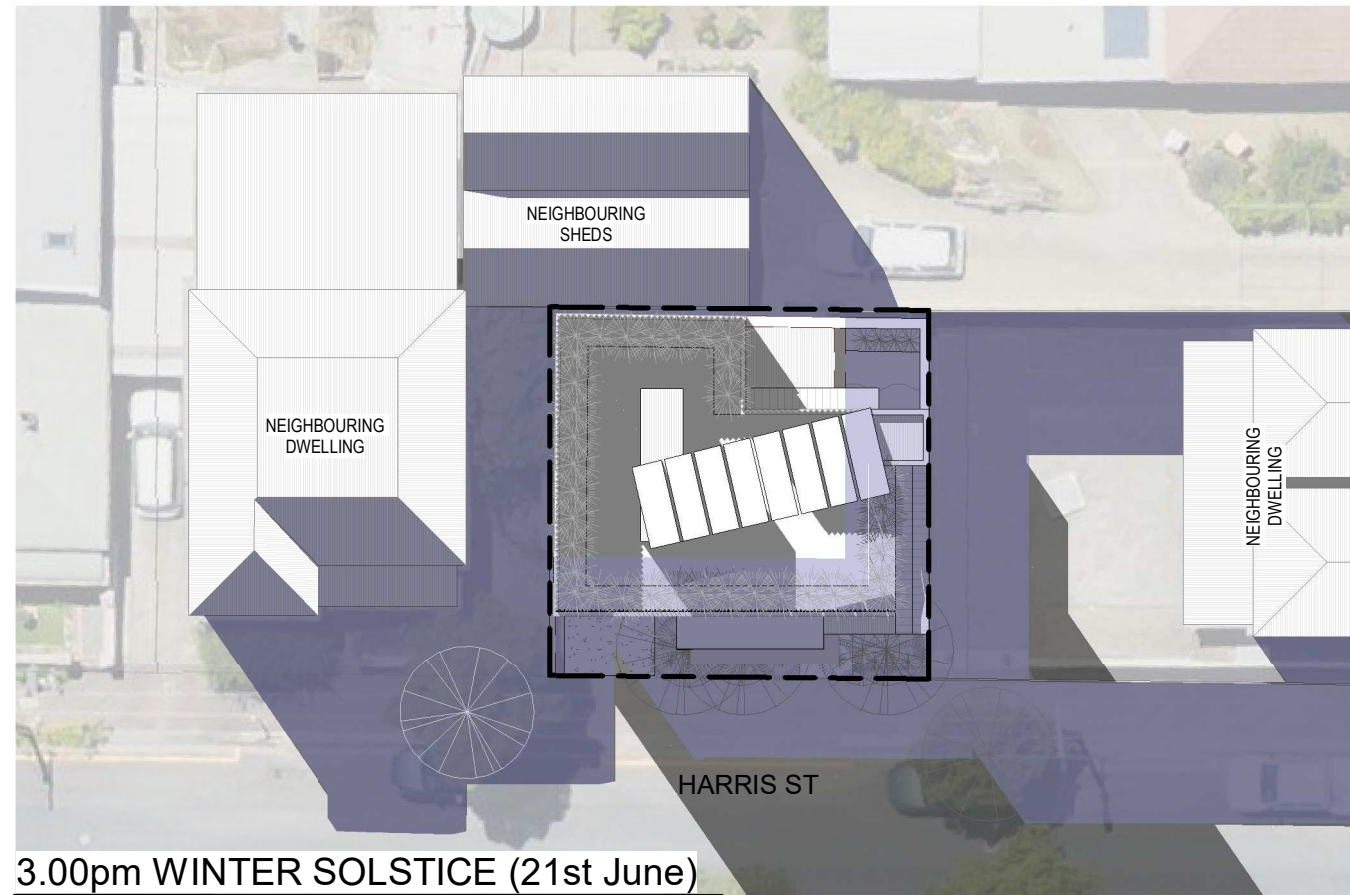 NEIGHBOURING
SHEDS
NEIGHBOURING
DWELLING
NEIGHBOURING
DWELLING
HARRIS ST
3.00pm WINTER SOLSTICE (21st June)